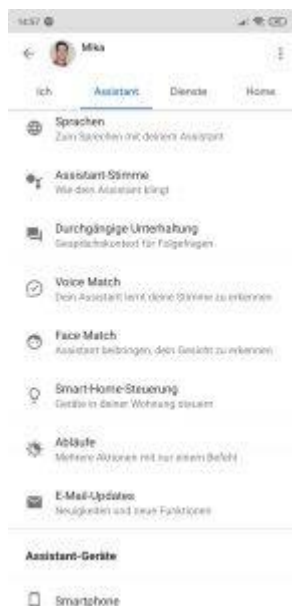 14:57
Mika
Ich Assistant Dienste Home
Sprachen
Zum Sprechen mit deinem Assistant
Assistant-Stimme
Wie dein Assistant klingt
Durchgängige Unterhaltung
Gesprächskontext für Folgefragen
Voice Match
Dein Assistant lernt deine Stimme zu erkennen
Face Match
Assistant beibringen, dein Gesicht zu erkennen
Smart-Home-Steuerung
Geräte in deiner Wohnung steuern
Abläufe
Mehrere Aktionen mit nur einem Befehl
E-Mail-Updates
Neuigkeiten und neue Funktionen
Assistant-Geräte
Smartphone